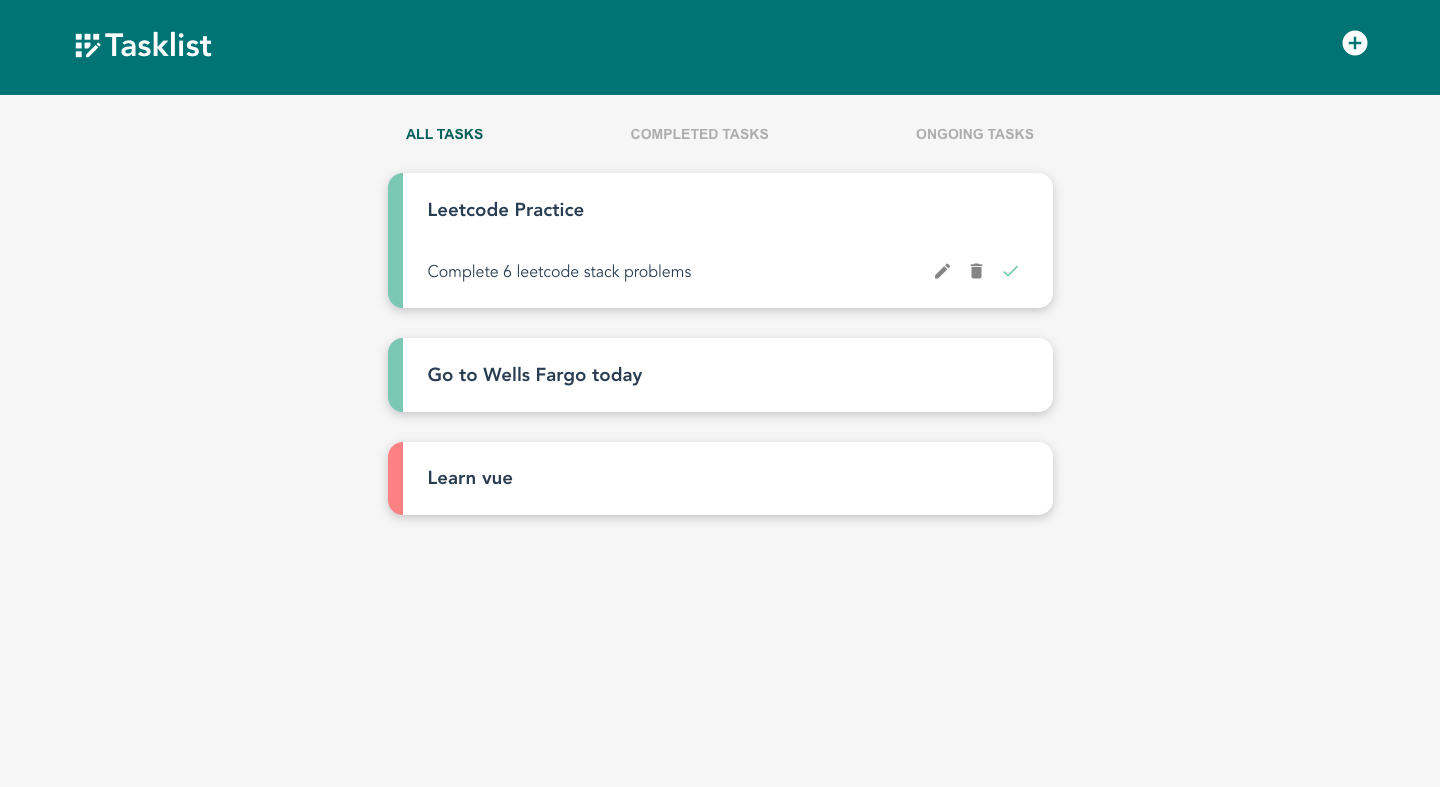 Tasklist
ALL TASKS COMPLETED TASKS ONGOING TASKS
Leetcode Practice
Complete 6 leetcode stack problems
Go to Wells Fargo today
Learn vue